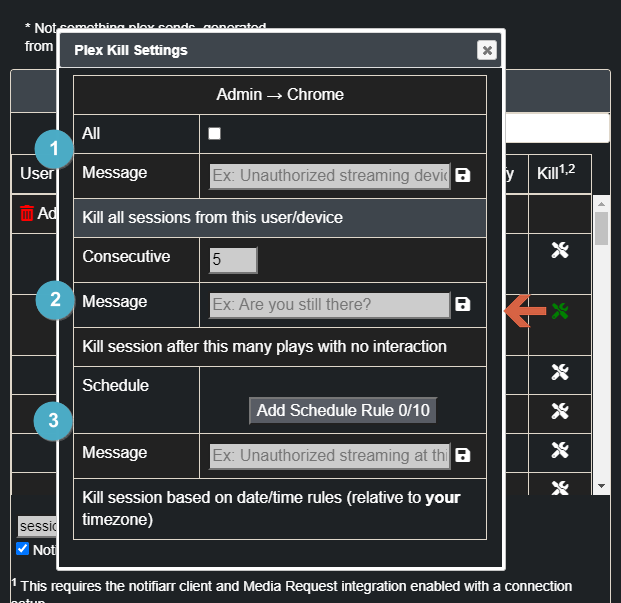 * Not something plex sends, generated
from
Plex Kill Settings
Admin → Chrome
1
All
Message
Ex: Unauthorized streaming devic
User
fy
Kill1,2
Ad
Kill all sessions from this user/device
Consecutive
5
2
Message
Ex: Are you still there?
Kill session after this many plays with no interaction
Schedule
Add Schedule Rule 0/10
3
Message
Ex: Unauthorized streaming at thi
Kill session based on date/time rules (relative to your
timezone)
sessio
Noti
1 This requires the notifiarr client and Media Request integration enabled with a connection
setup